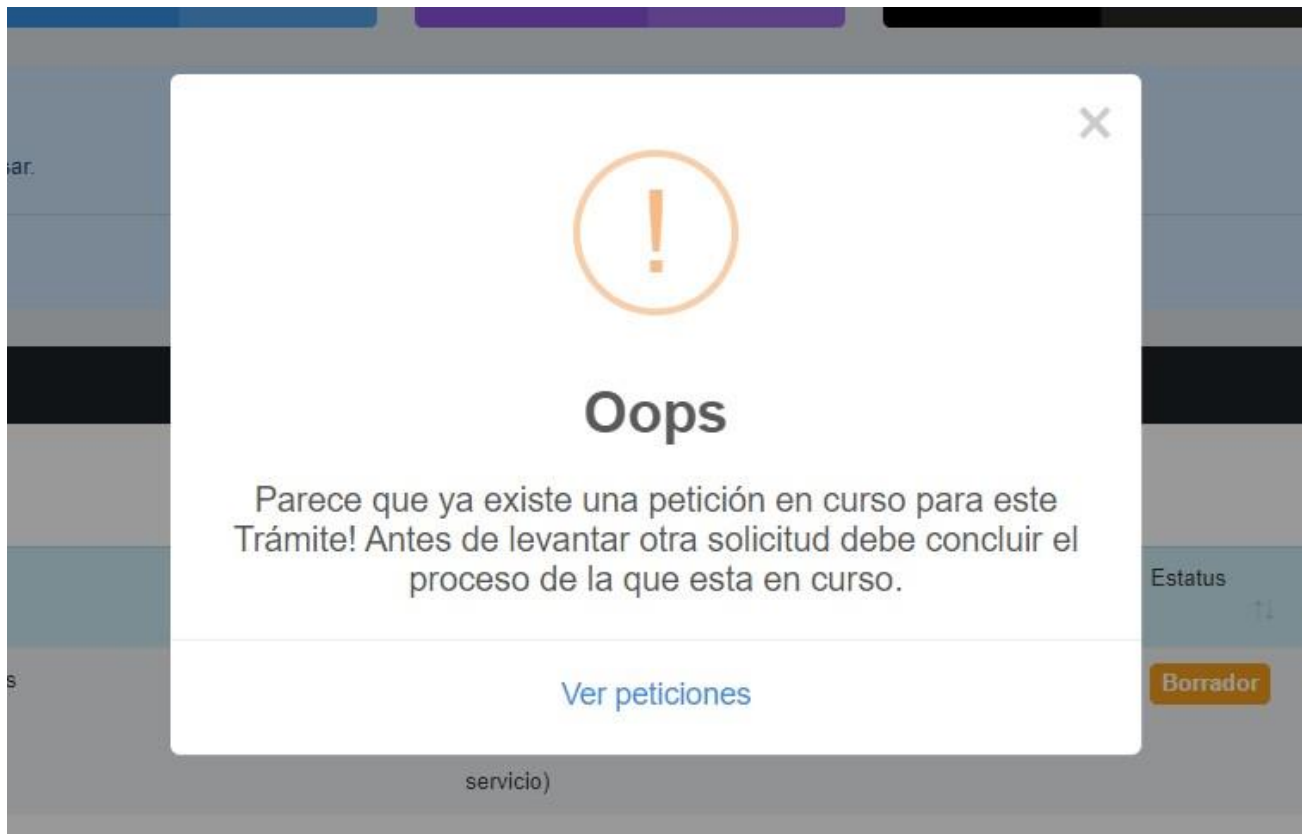 sar.
!
Oops
Parece que ya existe una petición en curso para este
Trámite! Antes de levantar otra solicitud debe concluir el
proceso de la que esta en curso.
Estatus
s
Ver peticiones
Borrador
servicio)